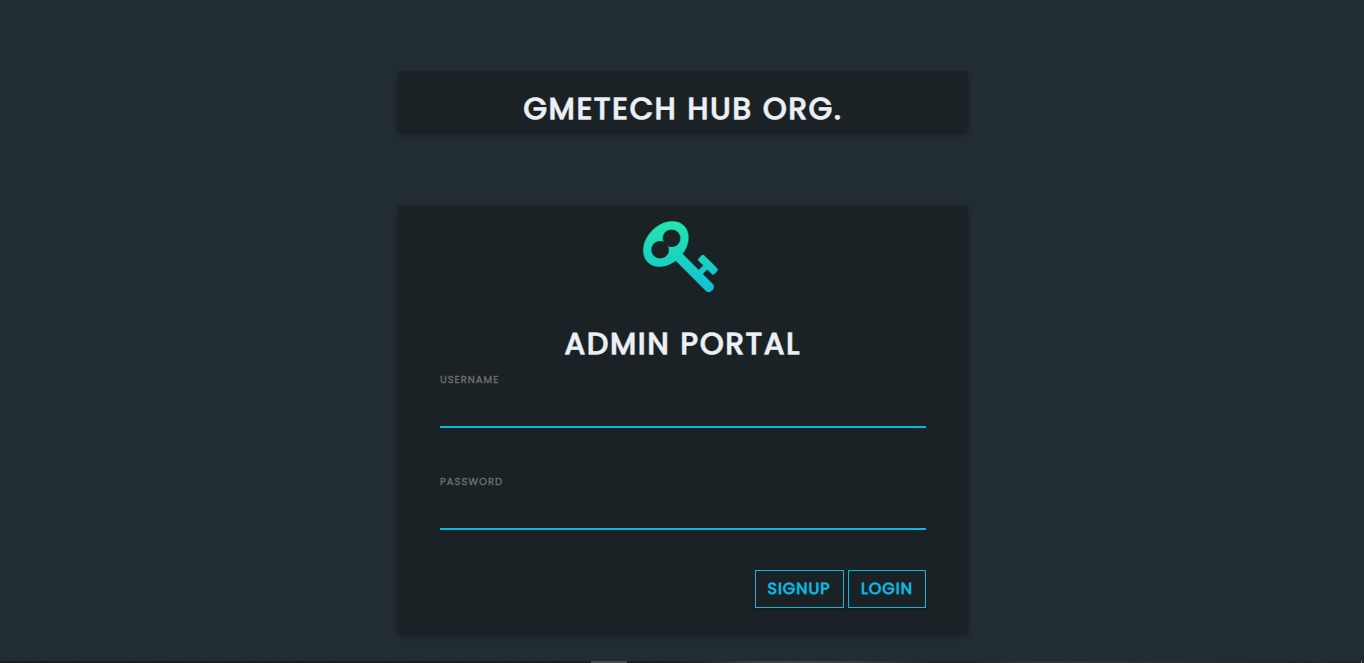 GMETECH HUB ORG.
ADMIN PORTAL
USERNAME
PASSWORD
SIGNUP LOGIN